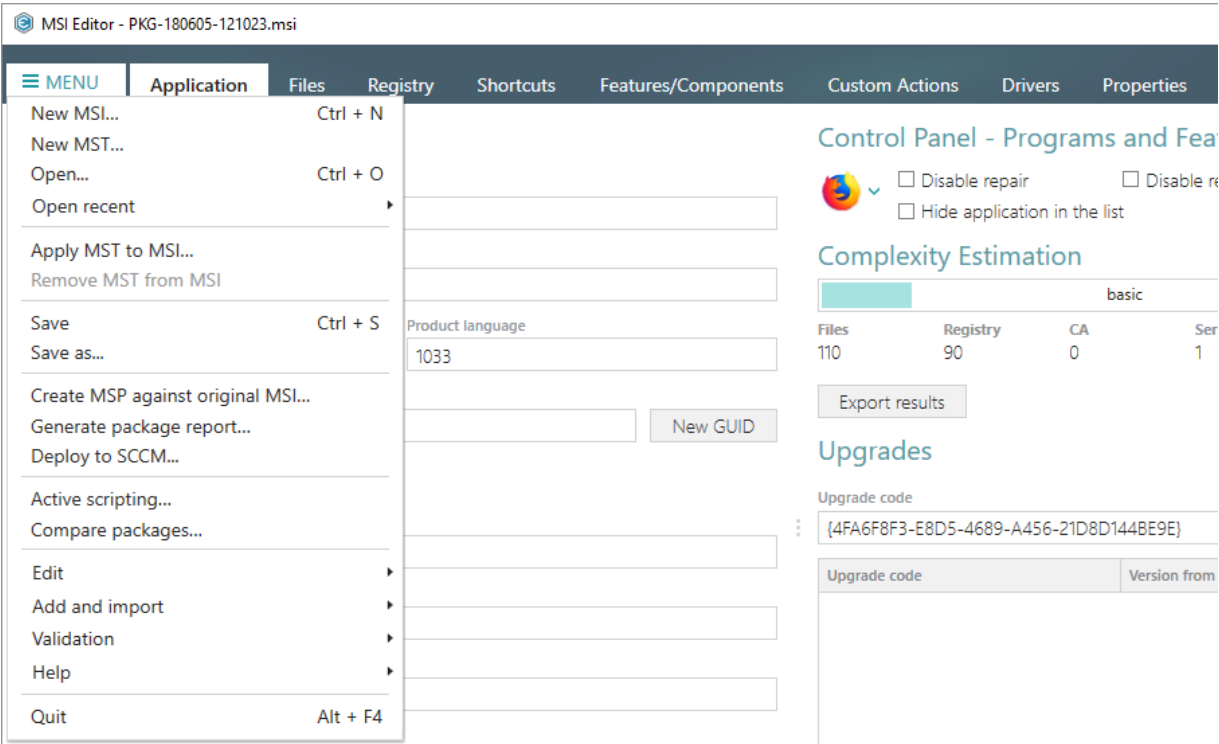 MSI Editor - PKG-180605-121023.msi
MENU Application Files Registry Shortcuts Features/Components Custom Actions Drivers Properties
New MSI... Ctrl + N
New MST...
Open... Ctrl + O
Open recent
Apply MST to MSI...
Remove MST from MSI
Save Ctrl + S
Save as...
Create MSP against original MSI...
Generate package report...
Deploy to SCCM...
Active scripting...
Compare packages...
Edit
Add and import
Validation
Help
Quit Alt + F4
Product language
1033
New GUID
Control Panel - Programs and Fea
Disable repair Disable re
Hide application in the list
Complexity Estimation
basic
Files Registry CA Ser
110 90 0 1
Export results
Upgrades
Upgrade code
{4FA6F8F3-E8D5-4689-A456-21D8D144BE9E}
Upgrade code Version from